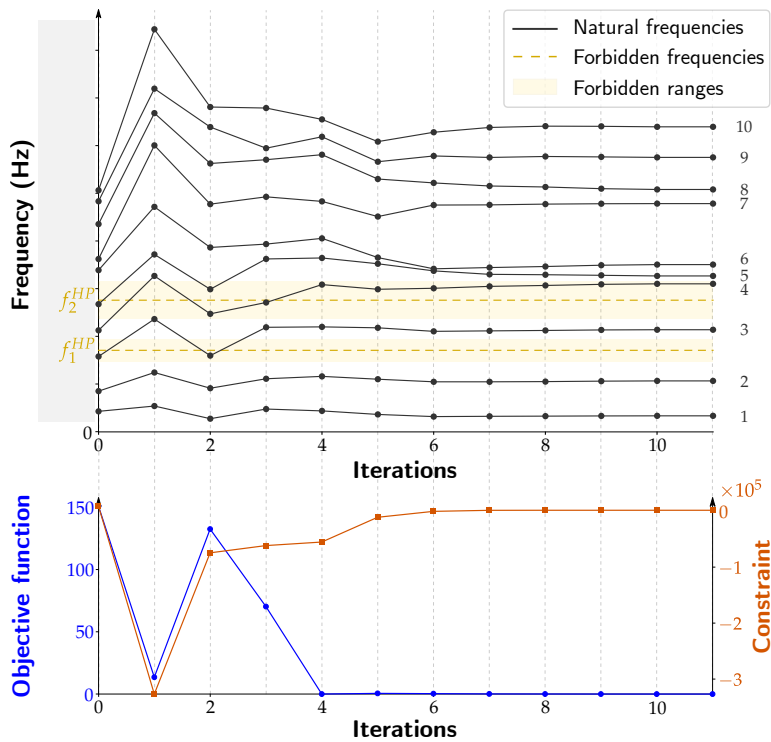 Natural frequencies
Forbidden frequencies
Forbidden ranges
Frequency (Hz)
10
9
8
7
6
5
4
3
2
1
f_2^{HP}
f_1^{HP}
0
0 2 4 6 8 10
Iterations
×10^5
Objective function
150
100
50
0
0
−1
−2
−3
Constraint
0 2 4 6 8 10
Iterations